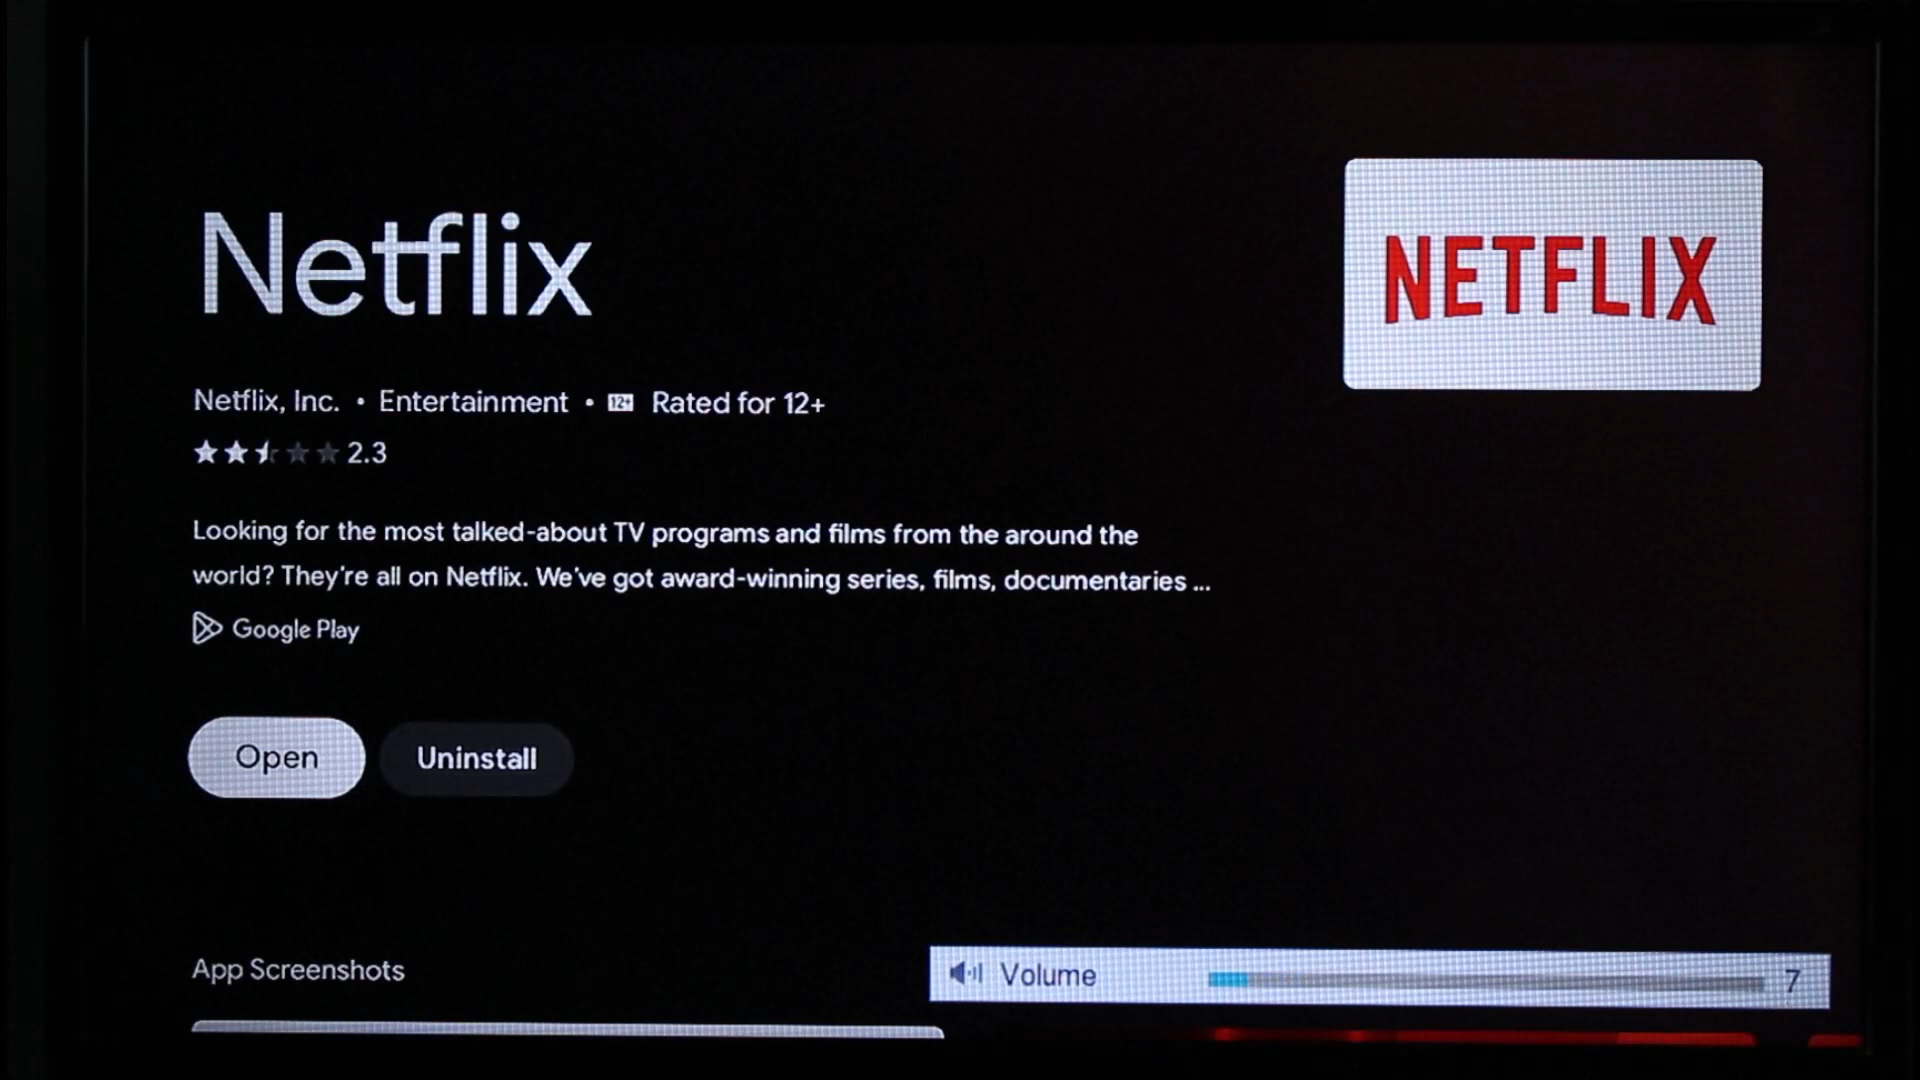 Netflix
NETFLIX
Netflix, Inc. • Entertainment • 12+ Rated for 12+
2.3
Looking for the most talked-about TV programs and films from the around the
world? They're all on Netflix. We've got award-winning series, films, documentaries ...
Google Play
Open
Uninstall
App Screenshots
Volume 7